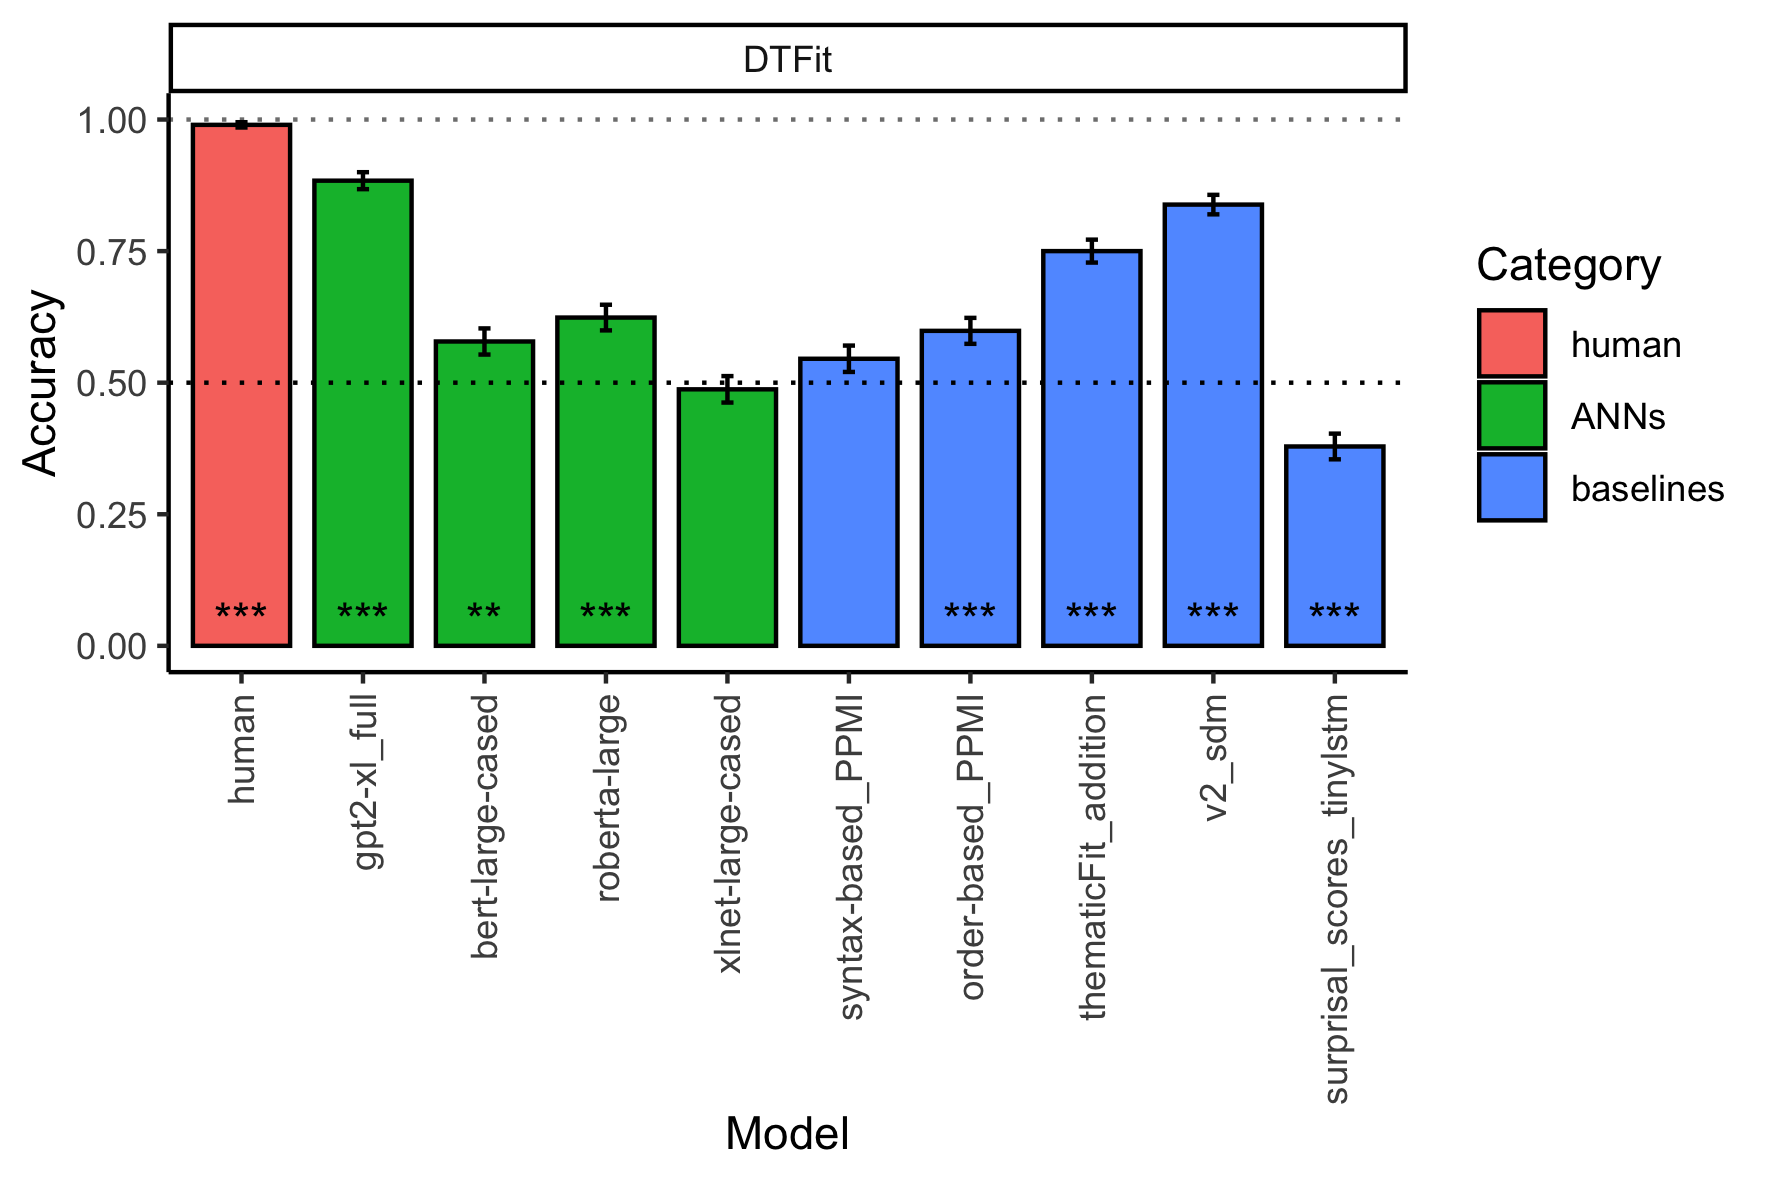 DTFit
1.00
0.75
0.50
0.25
0.00
Accuracy
*** *** ** *** *** *** *** ***
human
gpt2-xl_full
bert-large-cased
roberta-large
xlnet-large-cased
syntax-based_PPMI
order-based_PPMI
thematicFit_addition
v2_sdm
surprisal_scores_tinylstm
Model
Category
human
ANNs
baselines